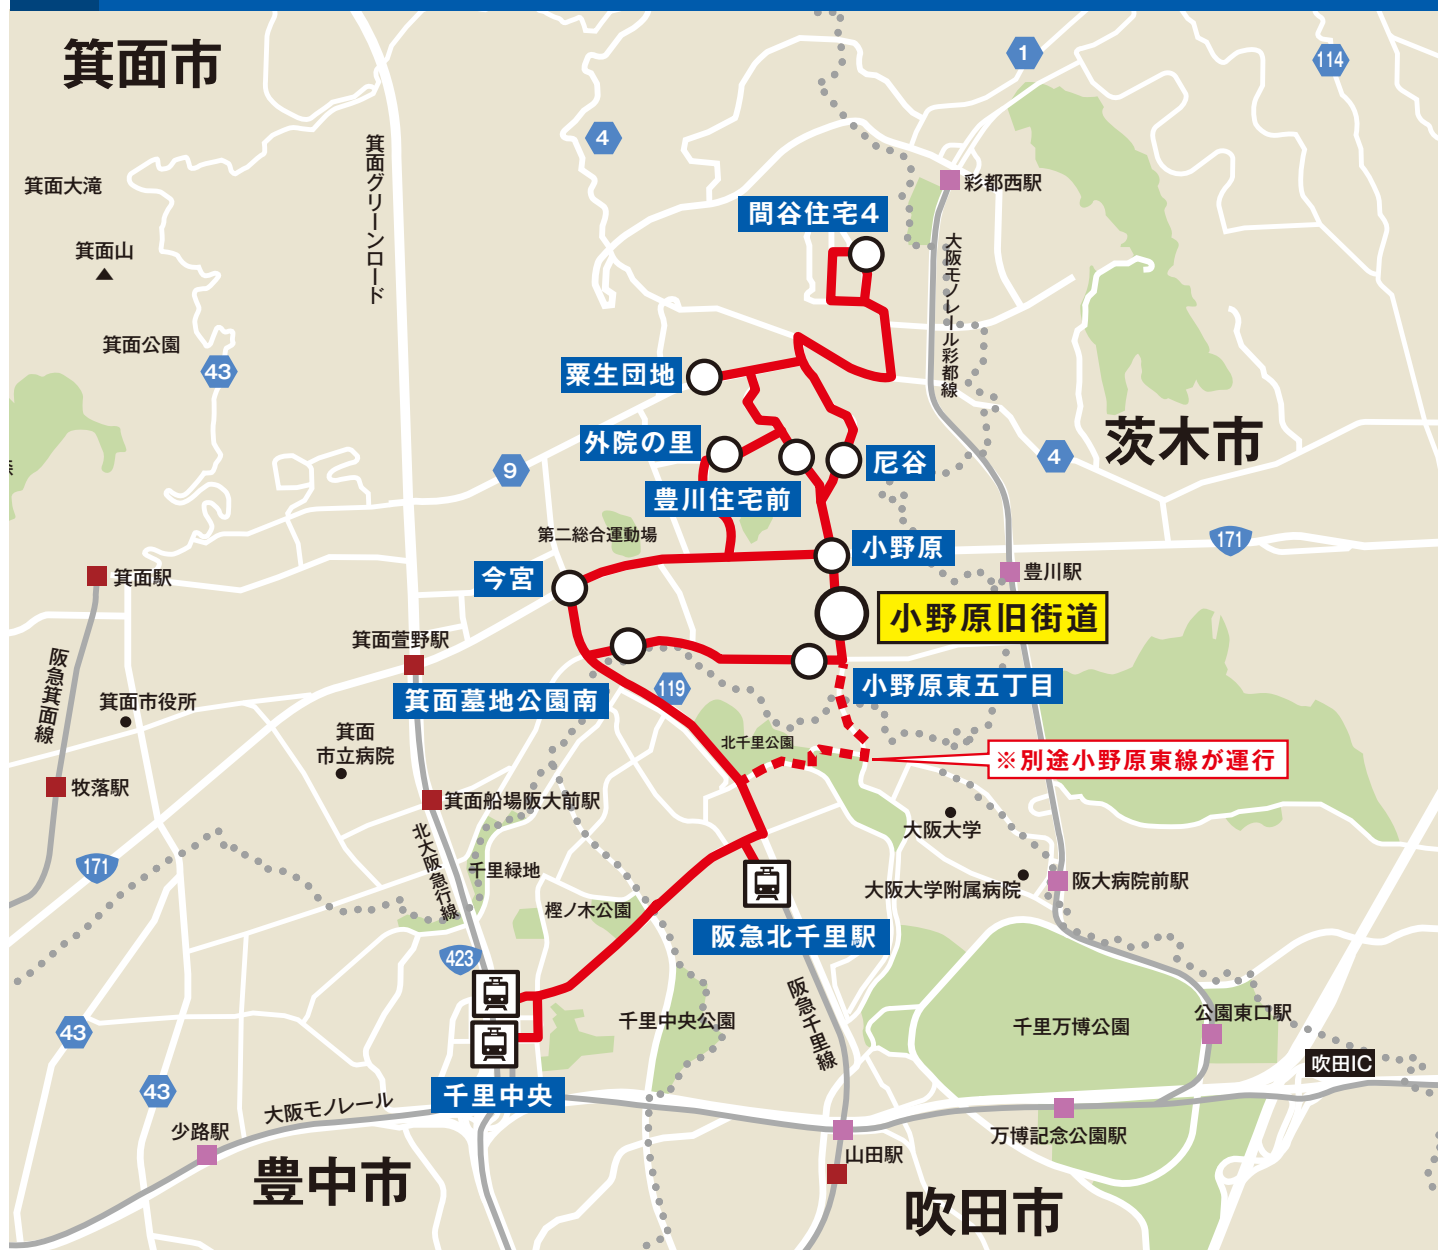 箕面市
1
114
4
箕面グリーンロード
箕面大滝
彩都西駅
間谷住宅4
箕面山
大阪モノレール彩都線
箕面公園
43
粟生団地
茨木市
外院の里
尼谷
4
9
豊川住宅前
第二総合運動場
小野原
171
今宮
箕面駅
豊川駅
小野原旧街道
箕面萱野駅
阪急箕面線
119
小野原東五丁目
箕面墓地公園南
箕面市役所
箕面
市立病院
北千里公園
※別途小野原東線が運行
牧落駅
箕面船場阪大前駅
大阪大学
北大阪急行線
171
千里緑地
大阪大学附属病院
阪大病院前駅
樫ノ木公園
阪急北千里駅
423
阪急千里線
千里中央公園
千里万博公園
公園東口駅
43
吹田IC
43
千里中央
大阪モノレール
少路駅
万博記念公園駅
山田駅
豊中市
吹田市